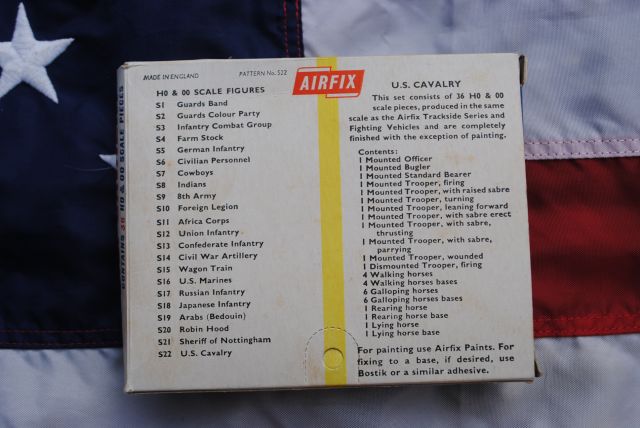 MADE IN ENGLAND
PATTERN No. 522
AIRFIX
H0 & 00 SCALE FIGURES
S1 Guards Band
S2 Guards Colour Party
S3 Infantry Combat Group
S4 Farm Stock
S5 German Infantry
S6 Civilian Personnel
S7 Cowboys
S8 Indians
S9 8th Army
S10 Foreign Legion
S11 Africa Corps
S12 Union Infantry
S13 Confederate Infantry
S14 Civil War Artillery
S15 Wagon Train
S16 U.S. Marines
S17 Russian Infantry
S18 Japanese Infantry
S19 Arabs (Bedouin)
S20 Robin Hood
S21 Sheriff of Nottingham
S22 U.S. Cavalry
U.S. CAVALRY
This set consists of 36 H0 & 00
scale pieces, produced in the same
scale as the Airfix Trackside Series and
Fighting Vehicles and are completely
finished with the exception of painting.
Contents:
1 Mounted Officer
1 Mounted Bugler
1 Mounted Standard Bearer
1 Mounted Trooper, firing
1 Mounted Trooper, with raised sabre
1 Mounted Trooper, turning
1 Mounted Trooper, leaning forward
1 Mounted Trooper, with sabre erect
1 Mounted Trooper, with sabre,
thrusting
1 Mounted Trooper, with sabre,
parrying
1 Mounted Trooper, wounded
1 Dismounted Trooper, firing
4 Walking horses
4 Walking horses bases
6 Galloping horses
6 Galloping horses bases
1 Rearing horse
1 Rearing horse base
1 Lying horse
1 Lying horse base
For painting use Airfix Paints. For
fixing to a base, if desired, use
Bostik or a similar adhesive.
CONTAINS 36 H0 & 00 SCALE PIECES